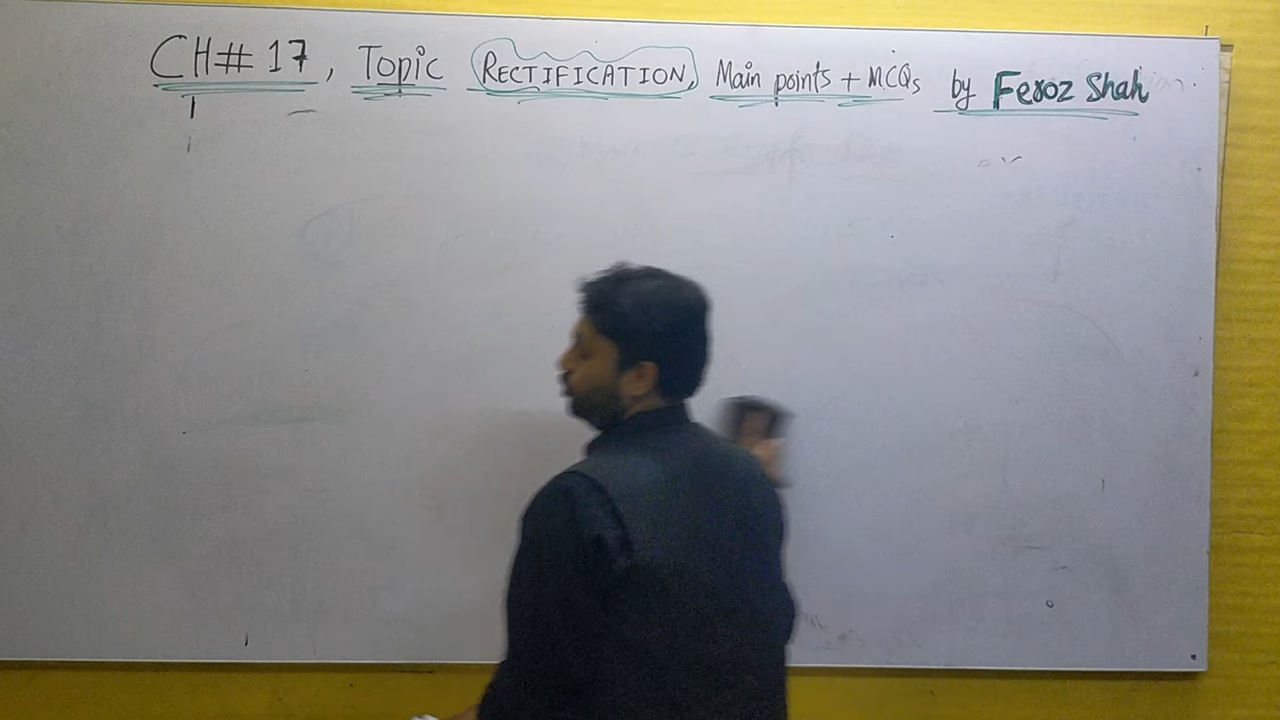 CH# 17, Topic RECTIFICATION, Main points + MCQs by Feroz Shah